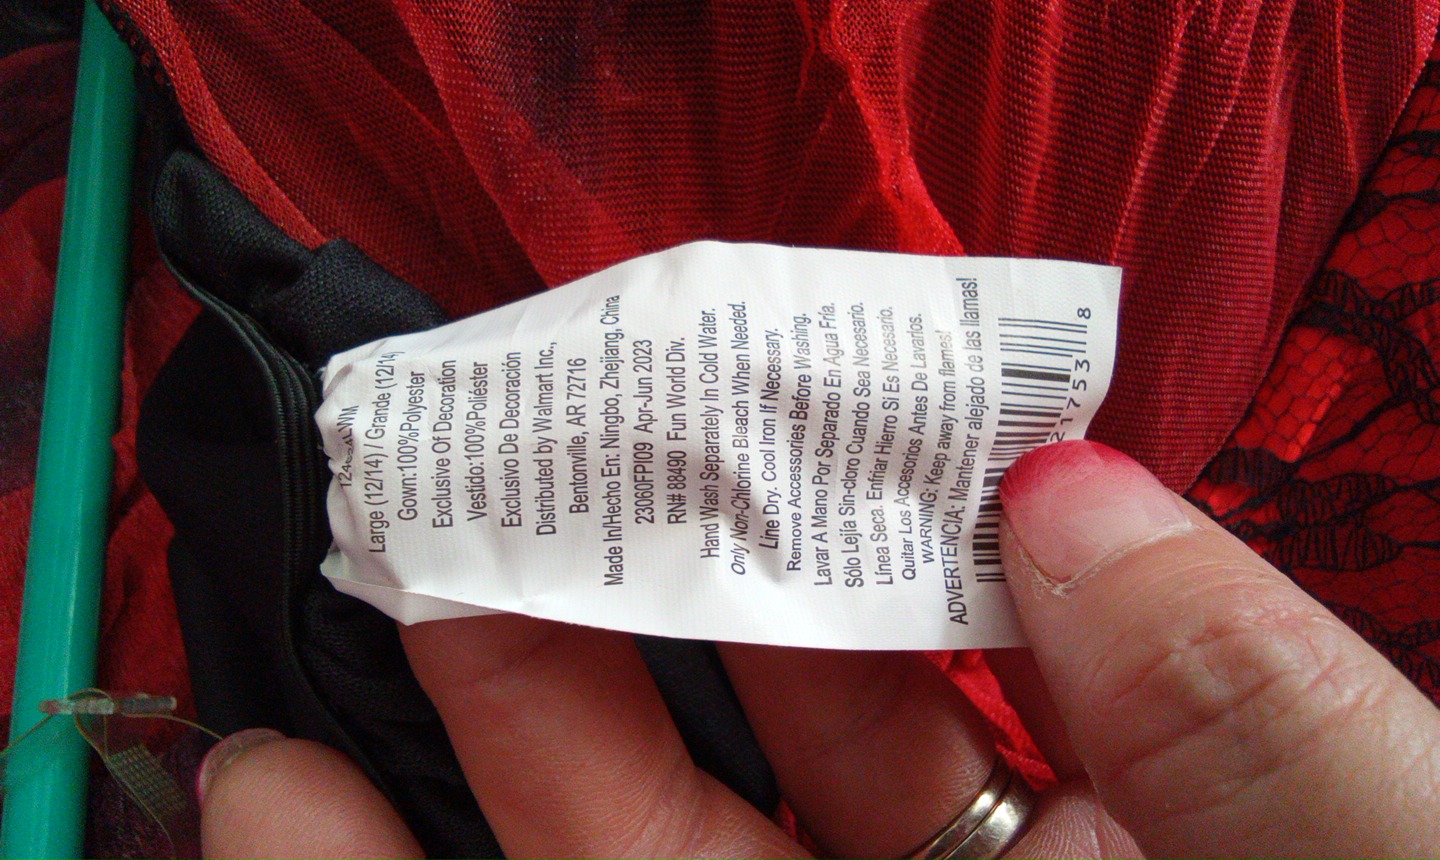 Large (12/14) / Grande (12/14)
Gown:100%Polyester
Exclusive Of Decoration
Vestido:100%Poliéster
Exclusivo De Decoración
Distributed by Walmart Inc.,
Bentonville, AR 72716
Made In/Hecho En: Ningbo, Zhejiang, China
23060FPI09 Apr-Jun 2023
RN# 88490 Fun World Div.
Hand Wash Separately In Cold Water.
Only Non-Chlorine Bleach When Needed.
Line Dry. Cool Iron If Necessary.
Remove Accessories Before Washing.
Lavar A Mano Por Separado En Agua Fría.
Sólo Lejía Sin-cloro Cuando Sea Necesario.
Línea Seca. Enfriar Hierro Si Es Necesario.
Quitar Los Accesorios Antes De Lavarlos.
WARNING: Keep away from flames!
ADVERTENCIA: Mantener alejado de las llamas!
21753 8